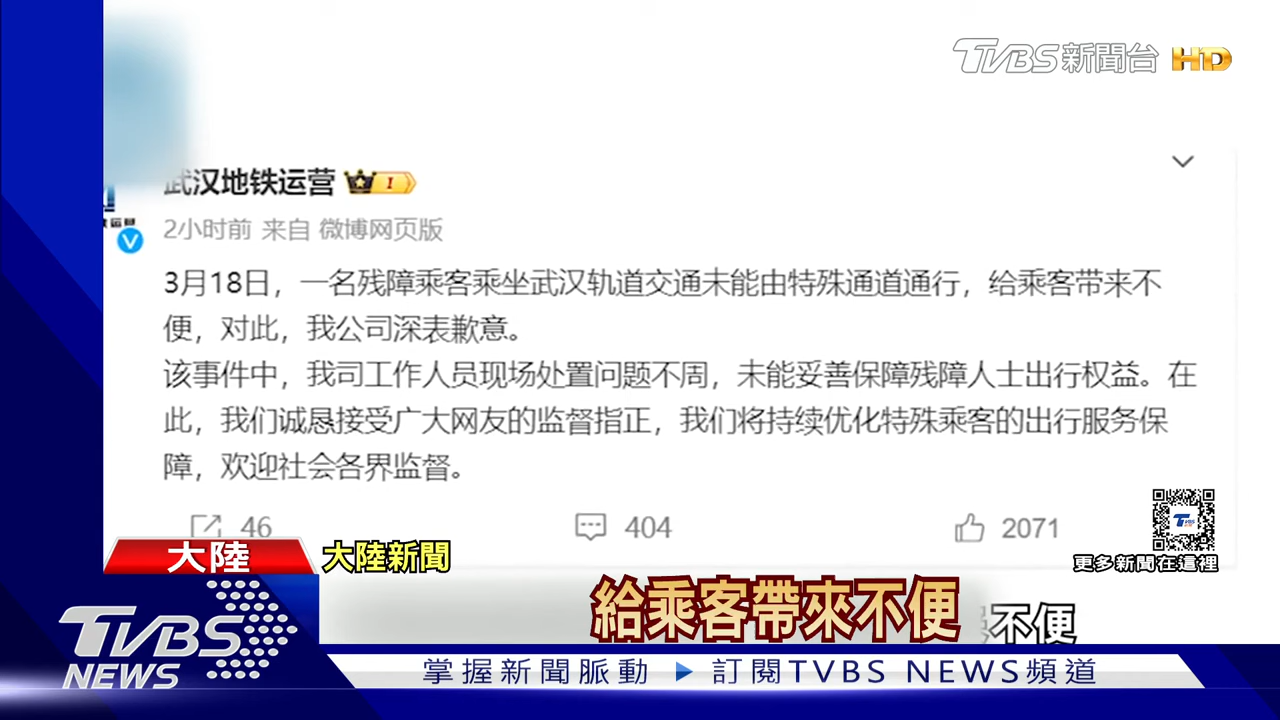 TVBS新聞台 HD
武汉地铁运营 I
2小时前 来自 微博网页版
3月18日，一名残障乘客乘坐武汉轨道交通未能由特殊通道通行，给乘客带来不
便，对此，我公司深表歉意。
该事件中，我司工作人员现场处置问题不周，未能妥善保障残障人士出行权益。在
此，我们诚恳接受广大网友的监督指正，我们将持续优化特殊乘客的出行服务保
障，欢迎社会各界监督。
46 404 2071
TVBS
更多新聞在這裡
大陸 大陸新聞
給乘客帶來不便 不便
TVBS NEWS
掌握新聞脈動 ▶ 訂閱TVBS NEWS頻道